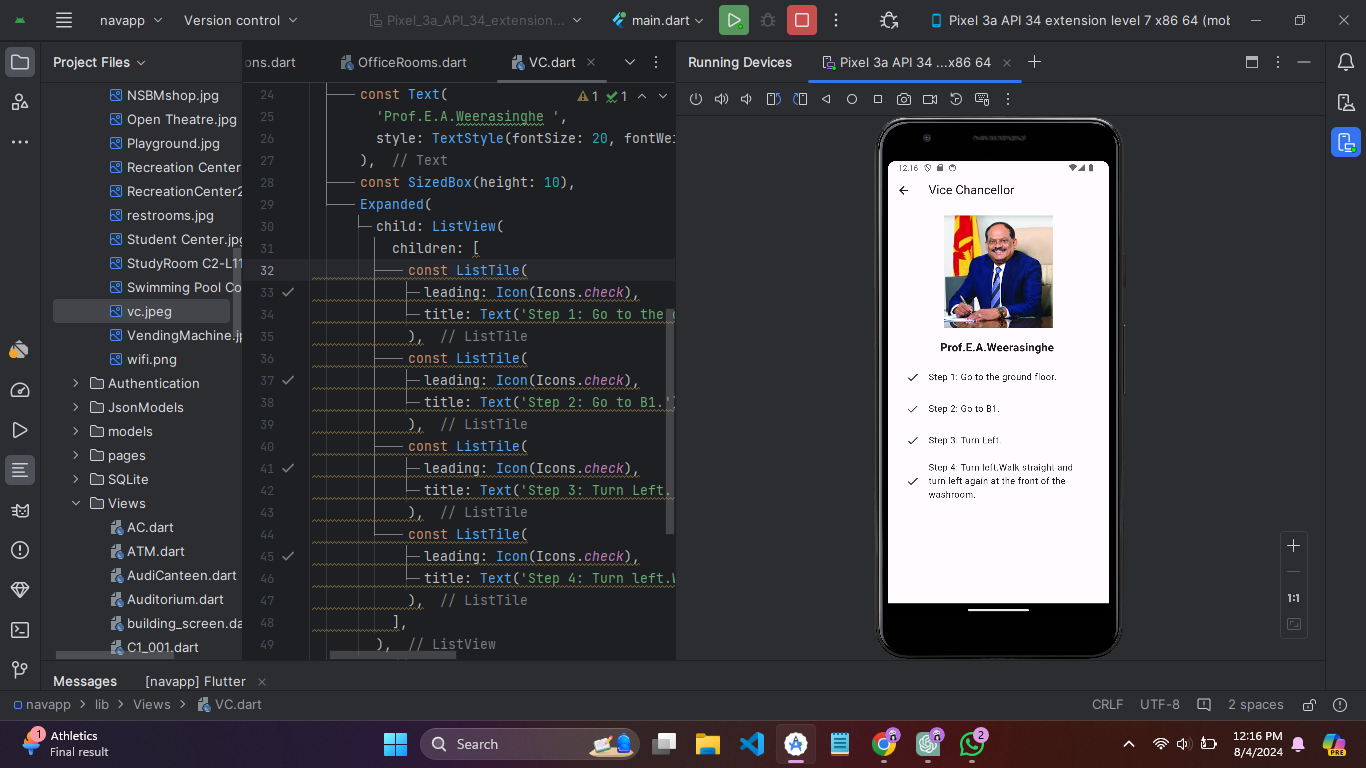 navapp
Version control
Pixel_3a_API_34_extension...
main.dart
Pixel 3a API 34 extension level 7 x86 64 (mob
Project Files
ons.dart
OfficeRooms.dart
VC.dart
Running Devices
Pixel 3a API 34 ...x86 64
NSBMshop.jpg
Open Theatre.jpg
Playground.jpg
Recreation Center
RecreationCenter2
restrooms.jpg
Student Center.jpg
StudyRoom C2-L11
Swimming Pool Co
vc.jpeg
VendingMachine.jp
wifi.png
Authentication
JsonModels
models
pages
SQLite
Views
AC.dart
ATM.dart
AudiCanteen.dart
Auditorium.dart
building_screen.da
C1_001.dart
1 1
24 const Text(
25 'Prof.E.A.Weerasinghe ',
26 style: TextStyle(fontSize: 20, fontWei
27 ), // Text
28 const SizedBox(height: 10),
29 Expanded(
30 child: ListView(
31 children: [
32 const ListTile(
33 leading: Icon(Icons.check),
34 title: Text('Step 1: Go to the g
35 ), // ListTile
36 const ListTile(
37 leading: Icon(Icons.check),
38 title: Text('Step 2: Go to B1.')
39 ), // ListTile
40 const ListTile(
41 leading: Icon(Icons.check),
42 title: Text('Step 3: Turn Left.
43 ), // ListTile
44 const ListTile(
45 leading: Icon(Icons.check),
46 title: Text('Step 4: Turn left.W
47 ), // ListTile
48 ],
49 ), // ListView
12:16
Vice Chancellor
Prof.E.A.Weerasinghe
Step 1: Go to the ground floor.
Step 2: Go to B1.
Step 3: Turn Left.
Step 4: Turn left.Walk straight and
turn left again at the front of the
washroom.
1:1
Messages
[navapp] Flutter
navapp > lib > Views > VC.dart
CRLF
UTF-8
2 spaces
1
Athletics
Final result
Search
2
12:16 PM
8/4/2024
PRE